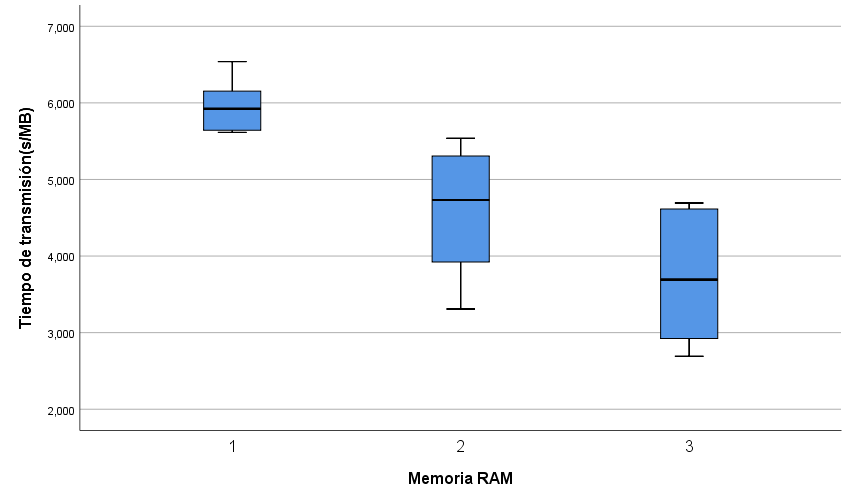 7,000
6,000
5,000
4,000
3,000
2,000
Tiempo de transmisión(s/MB)
1 2 3
Memoria RAM